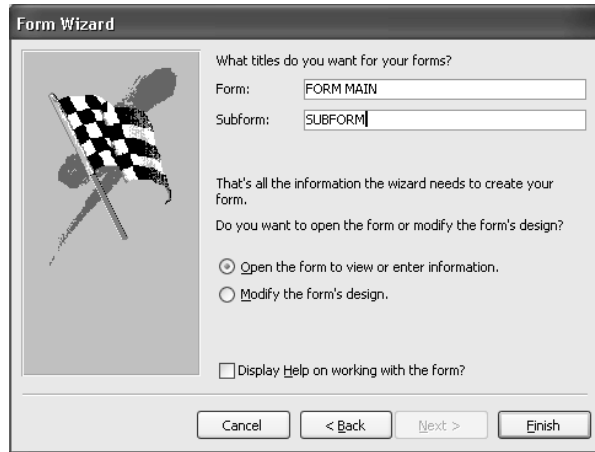 Form Wizard
What titles do you want for your forms?
Form: FORM MAIN
Subform: SUBFORM
That's all the information the wizard needs to create your
form.
Do you want to open the form or modify the form's design?
Open the form to view or enter information.
Modify the form's design.
Display Help on working with the form?
Cancel < Back Next > Finish